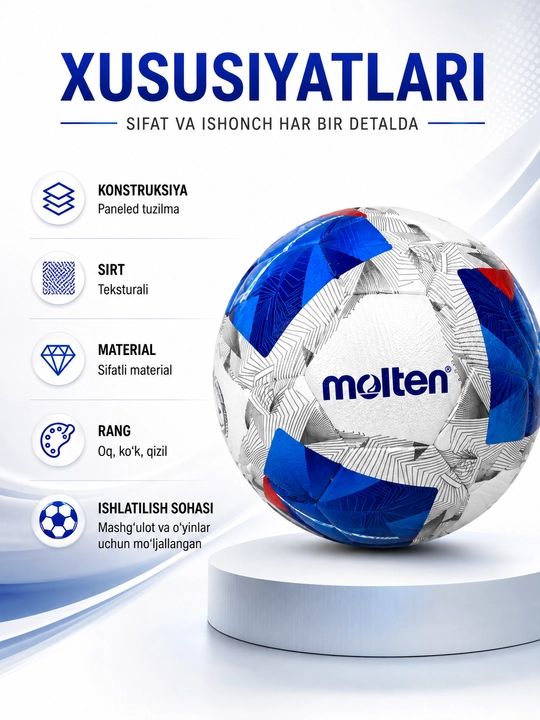 XUSUSIYATLARI
SIFAT VA ISHONCH HAR BIR DETALDA
KONSTRUKSIYA
Paneled tuzilma
SIRT
Teksturali
MATERIAL
Sifatli material
RANG
Oq, ko‘k, qizil
ISHLATILISH SOHASI
Mashg‘ulot va o‘yinlar
uchun mo‘ljallangan
molten®